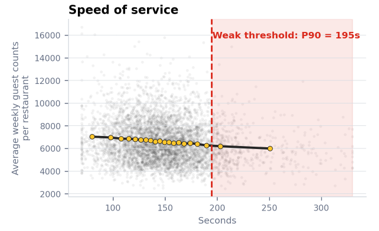 Speed of service
16000
14000
12000
10000
8000
6000
4000
2000
Average weekly guest counts
per restaurant
Weak threshold: P90 = 195s
100
150
200
250
300
Seconds